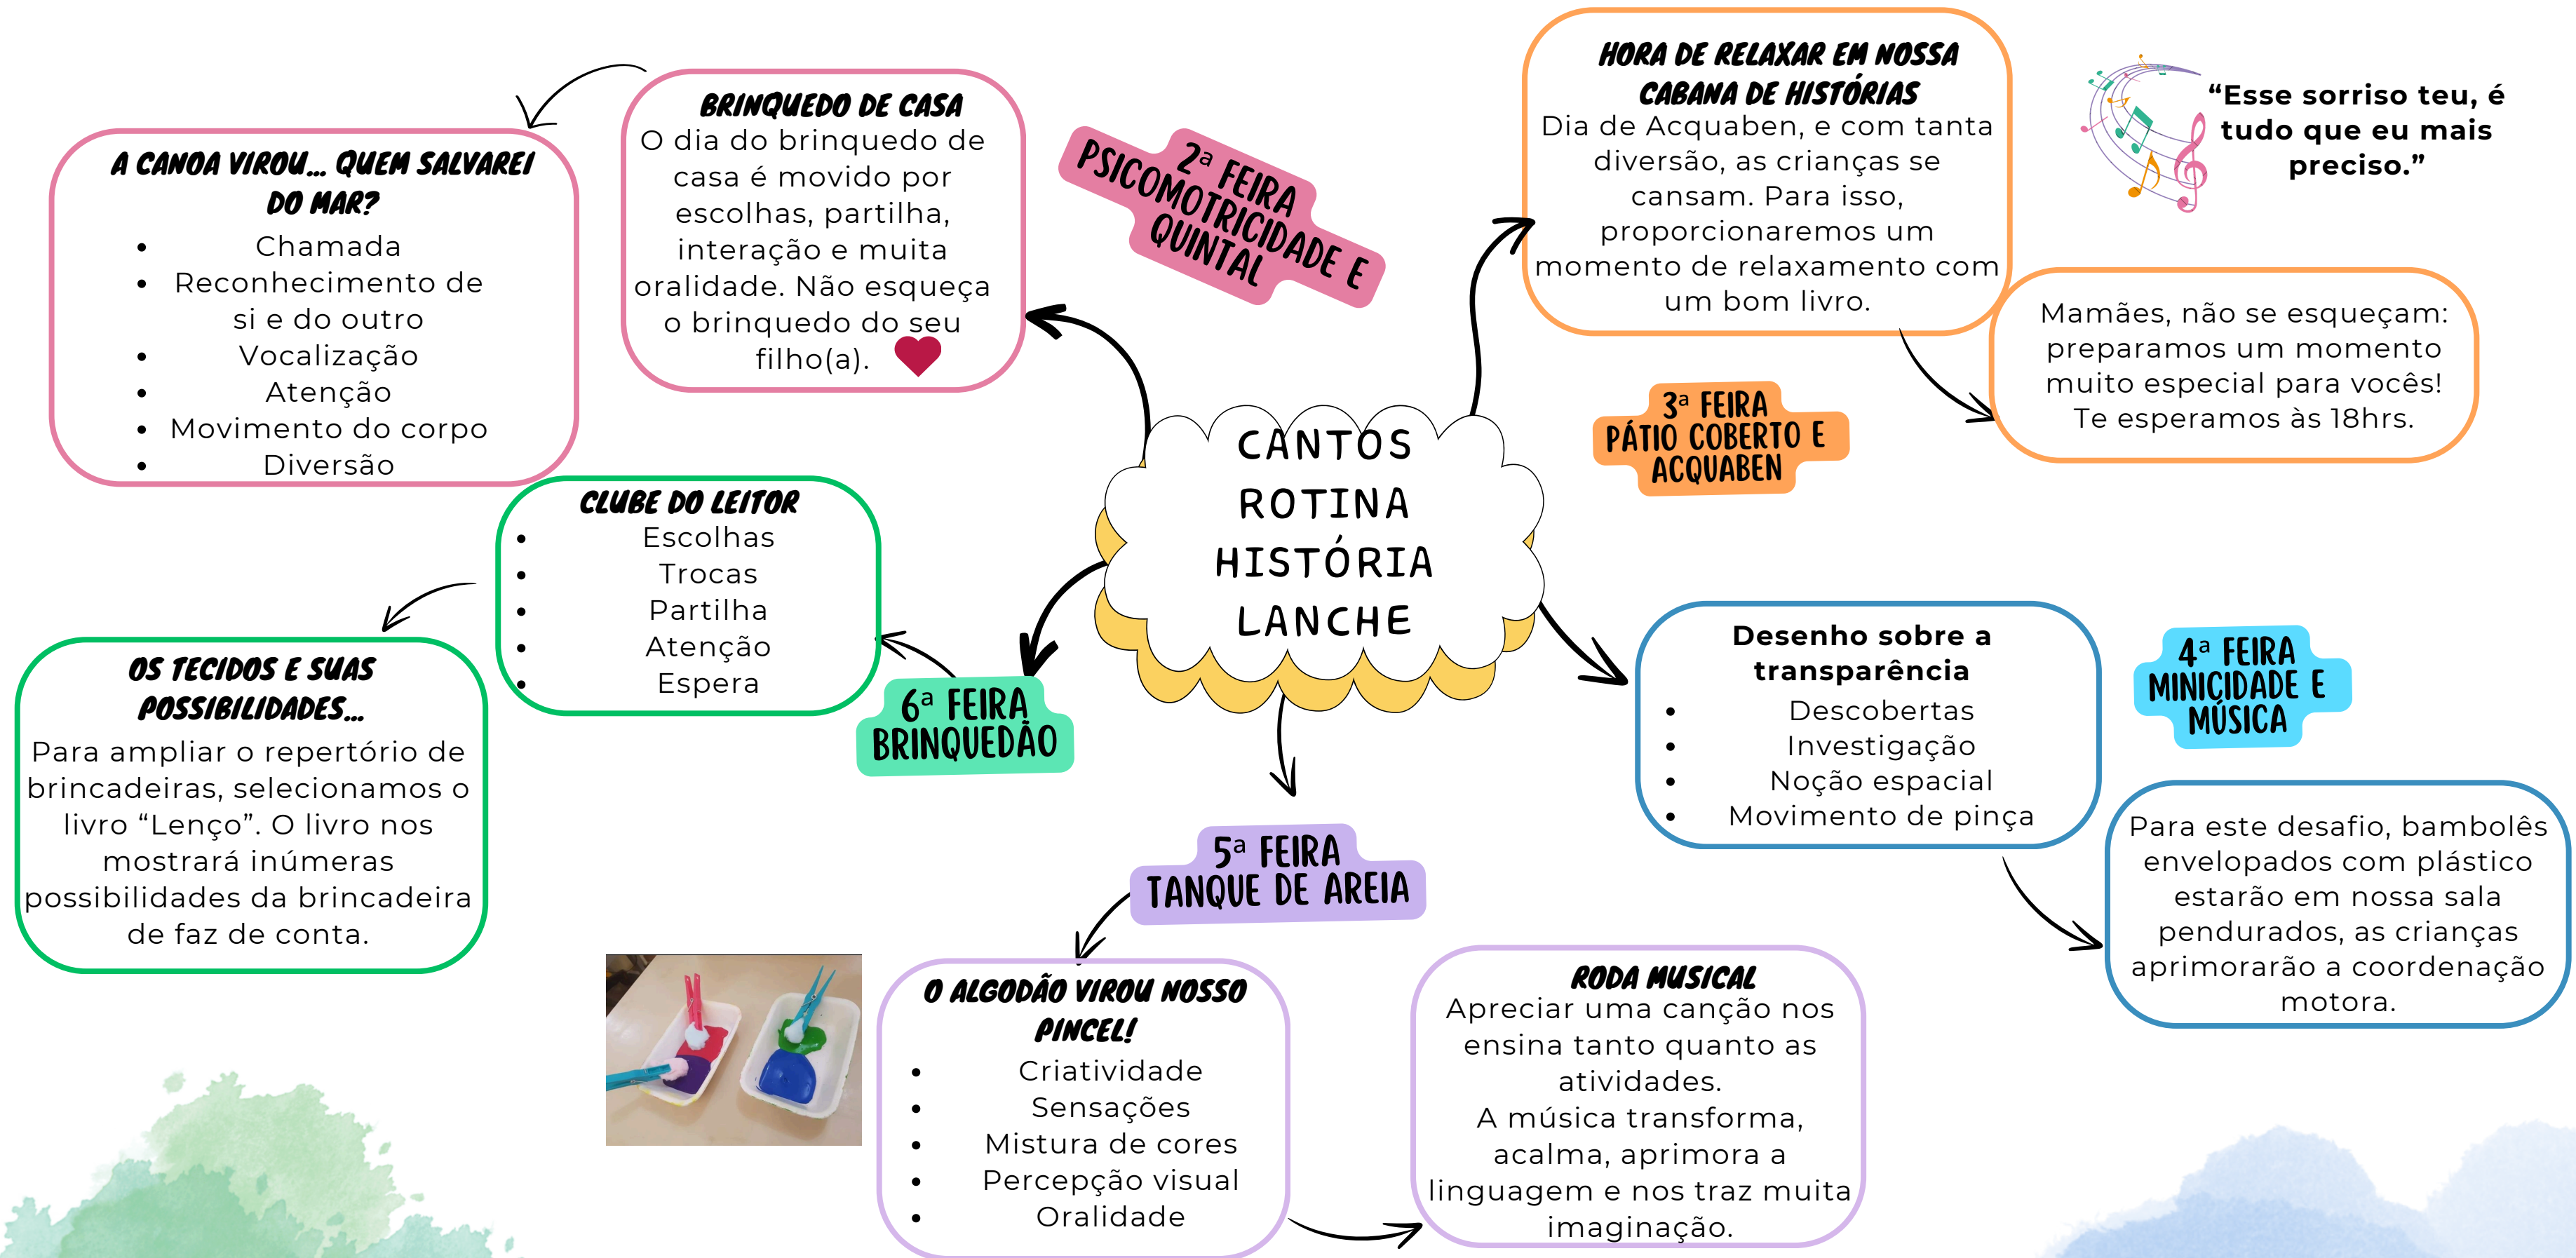 BRINQUEDO DE CASA
O dia do brinquedo de
casa é movido por
escolhas, partilha,
interação e muita
oralidade. Não esqueça
o brinquedo do seu
filho(a).
A CANOA VIROU... QUEM SALVAREI
DO MAR?
• Chamada
• Reconhecimento de
si e do outro
• Vocalização
• Atenção
• Movimento do corpo
• Diversão
2ª FEIRA
PSICOMOTRICIDADE E
QUINTAL
HORA DE RELAXAR EM NOSSA
CABANA DE HISTÓRIAS
Dia de Acquaben, e com tanta
diversão, as crianças se
cansam. Para isso,
proporcionaremos um
momento de relaxamento com
um bom livro.
“Esse sorriso teu, é
tudo que eu mais
preciso.”
Mamães, não se esqueçam:
preparamos um momento
muito especial para vocês!
Te esperamos às 18hrs.
3ª FEIRA
PÁTIO COBERTO E
ACQUABEN
CANTOS
ROTINA
HISTÓRIA
LANCHE
CLUBE DO LEITOR
• Escolhas
• Trocas
• Partilha
• Atenção
• Espera
OS TECIDOS E SUAS
POSSIBILIDADES...
Para ampliar o repertório de
brincadeiras, selecionamos o
livro “Lenço”. O livro nos
mostrará inúmeras
possibilidades da brincadeira
de faz de conta.
6ª FEIRA
BRINQUEDÃO
Desenho sobre a
transparência
• Descobertas
• Investigação
• Noção espacial
• Movimento de pinça
4ª FEIRA
MINICIDADE E
MÚSICA
Para este desafio, bambolês
envelopados com plástico
estarão em nossa sala
pendurados, as crianças
aprimorarão a coordenação
motora.
5ª FEIRA
TANQUE DE AREIA
O ALGODÃO VIROU NOSSO
PINCEL!
• Criatividade
• Sensações
• Mistura de cores
• Percepção visual
• Oralidade
RODA MUSICAL
Apreciar uma canção nos
ensina tanto quanto as
atividades.
A música transforma,
acalma, aprimora a
linguagem e nos traz muita
imaginação.